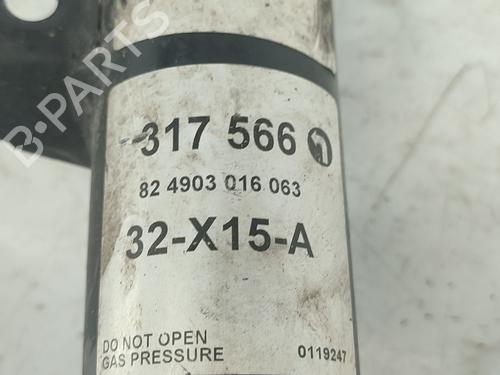 B-PARTS
317 566
82 4903 016 063
32-X15-A
DO NOT OPEN
GAS PRESSURE
0119247